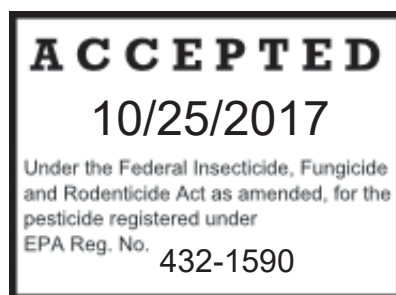 ACCEPTED
10/25/2017
Under the Federal Insecticide, Fungicide
and Rodenticide Act as amended, for the
pesticide registered under
EPA Reg. No. 432-1590